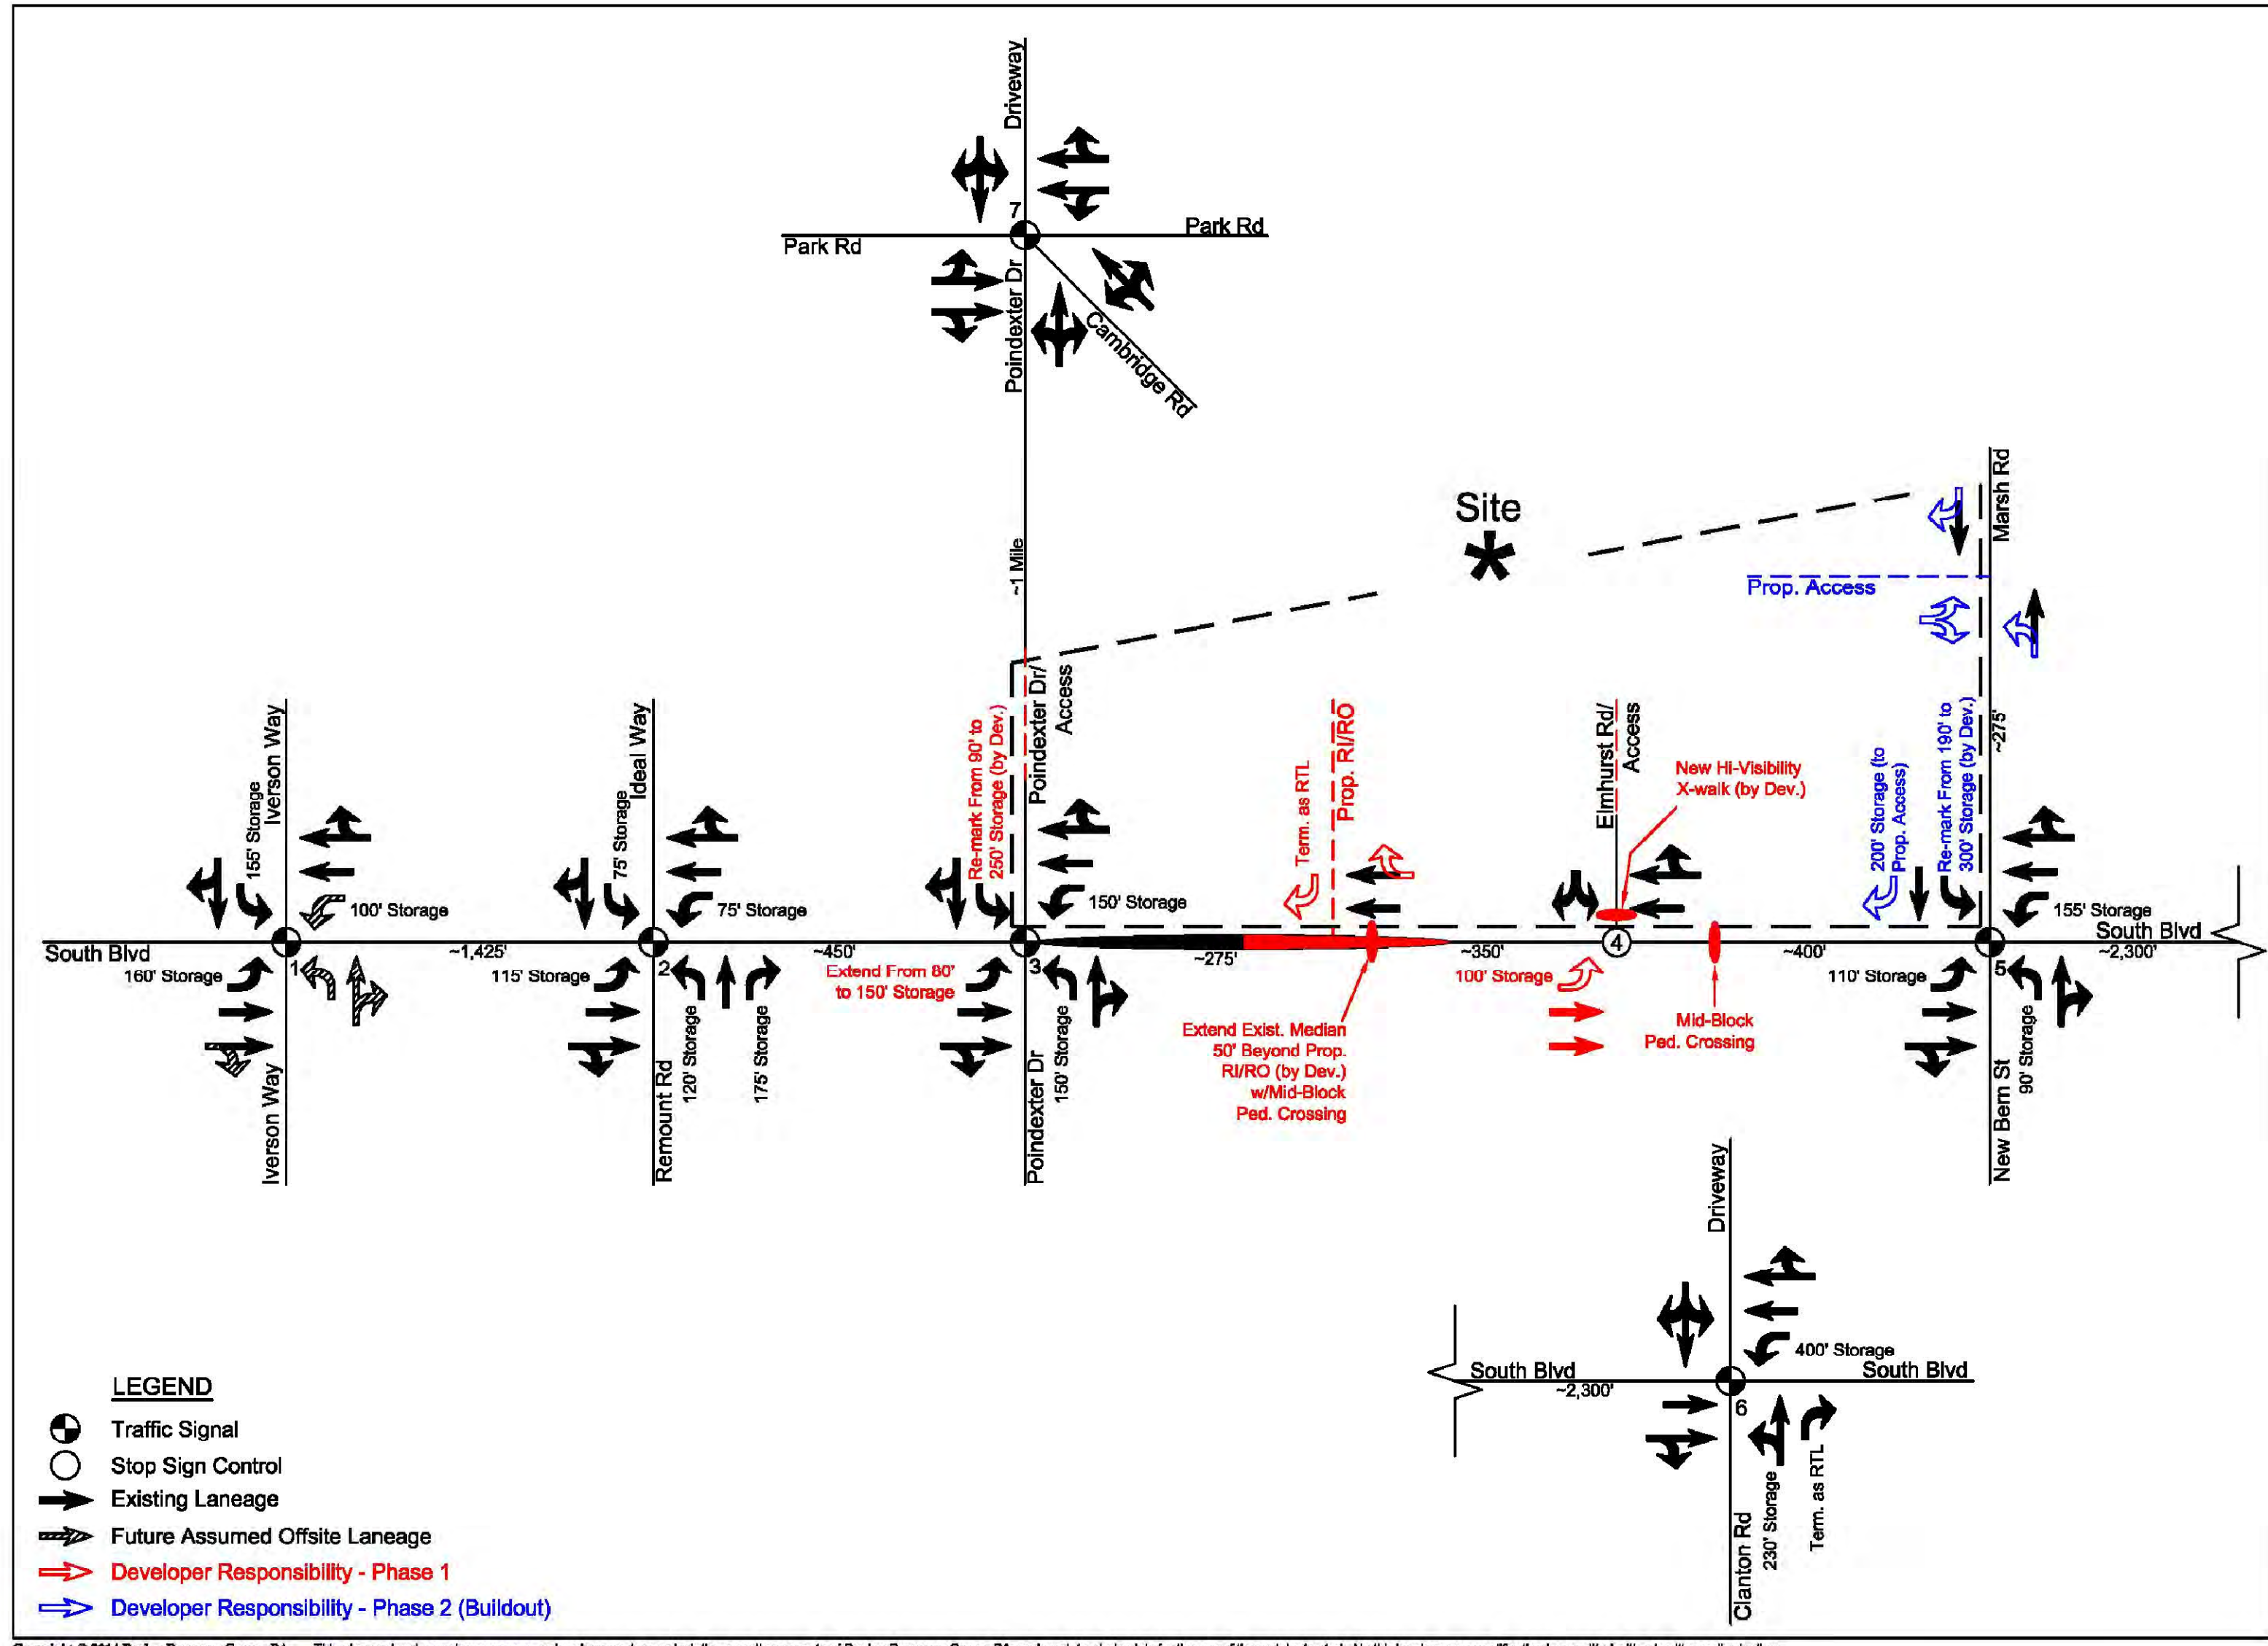 Driveway
7
Park Rd
Park Rd
Poindexter Dr
Cambridge Rd
~1 Mile
Site
Marsh Rd
Prop. Access
~275'
Iverson Way
155' Storage
100' Storage
South Blvd
160' Storage
1
Iverson Way
~1,425'
Ideal Way
75' Storage
75' Storage
115' Storage
2
Remount Rd
120' Storage
175' Storage
~450'
Re-mark From 90' to
250' Storage (by Dev.)
Poindexter Dr/
Access
150' Storage
Extend From 80'
to 150' Storage
3
Poindexter Dr
150' Storage
~275'
Term. as RTL
Prop. RI/RO
Extend Exist. Median
50' Beyond Prop.
RI/RO (by Dev.)
w/Mid-Block
Ped. Crossing
~350'
Elmhurst Rd/
Access
New Hi-Visibility
X-walk (by Dev.)
4
100' Storage
Mid-Block
Ped. Crossing
~400'
200' Storage (to
Prop. Access)
Re-mark From 190' to
300' Storage (by Dev.)
155' Storage
South Blvd
~2,300'
110' Storage
5
90' Storage
New Bern St
Driveway
400' Storage
South Blvd
South Blvd
~2,300'
6
Clanton Rd
230' Storage
Term. as RTL
LEGEND
Traffic Signal
Stop Sign Control
Existing Laneage
Future Assumed Offsite Laneage
Developer Responsibility - Phase 1
Developer Responsibility - Phase 2 (Buildout)